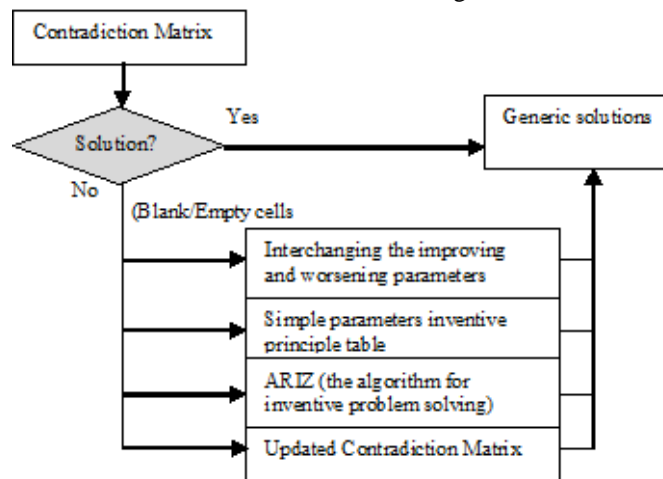 Contradiction Matrix
Yes
Generic solutions
Solution?
No
(Blank/Empty cells
Interchanging the improving
and worsening parameters
Simple parameters inventive
principle table
ARIZ (the algorithm for
inventive problem solving)
Updated Contradiction Matrix